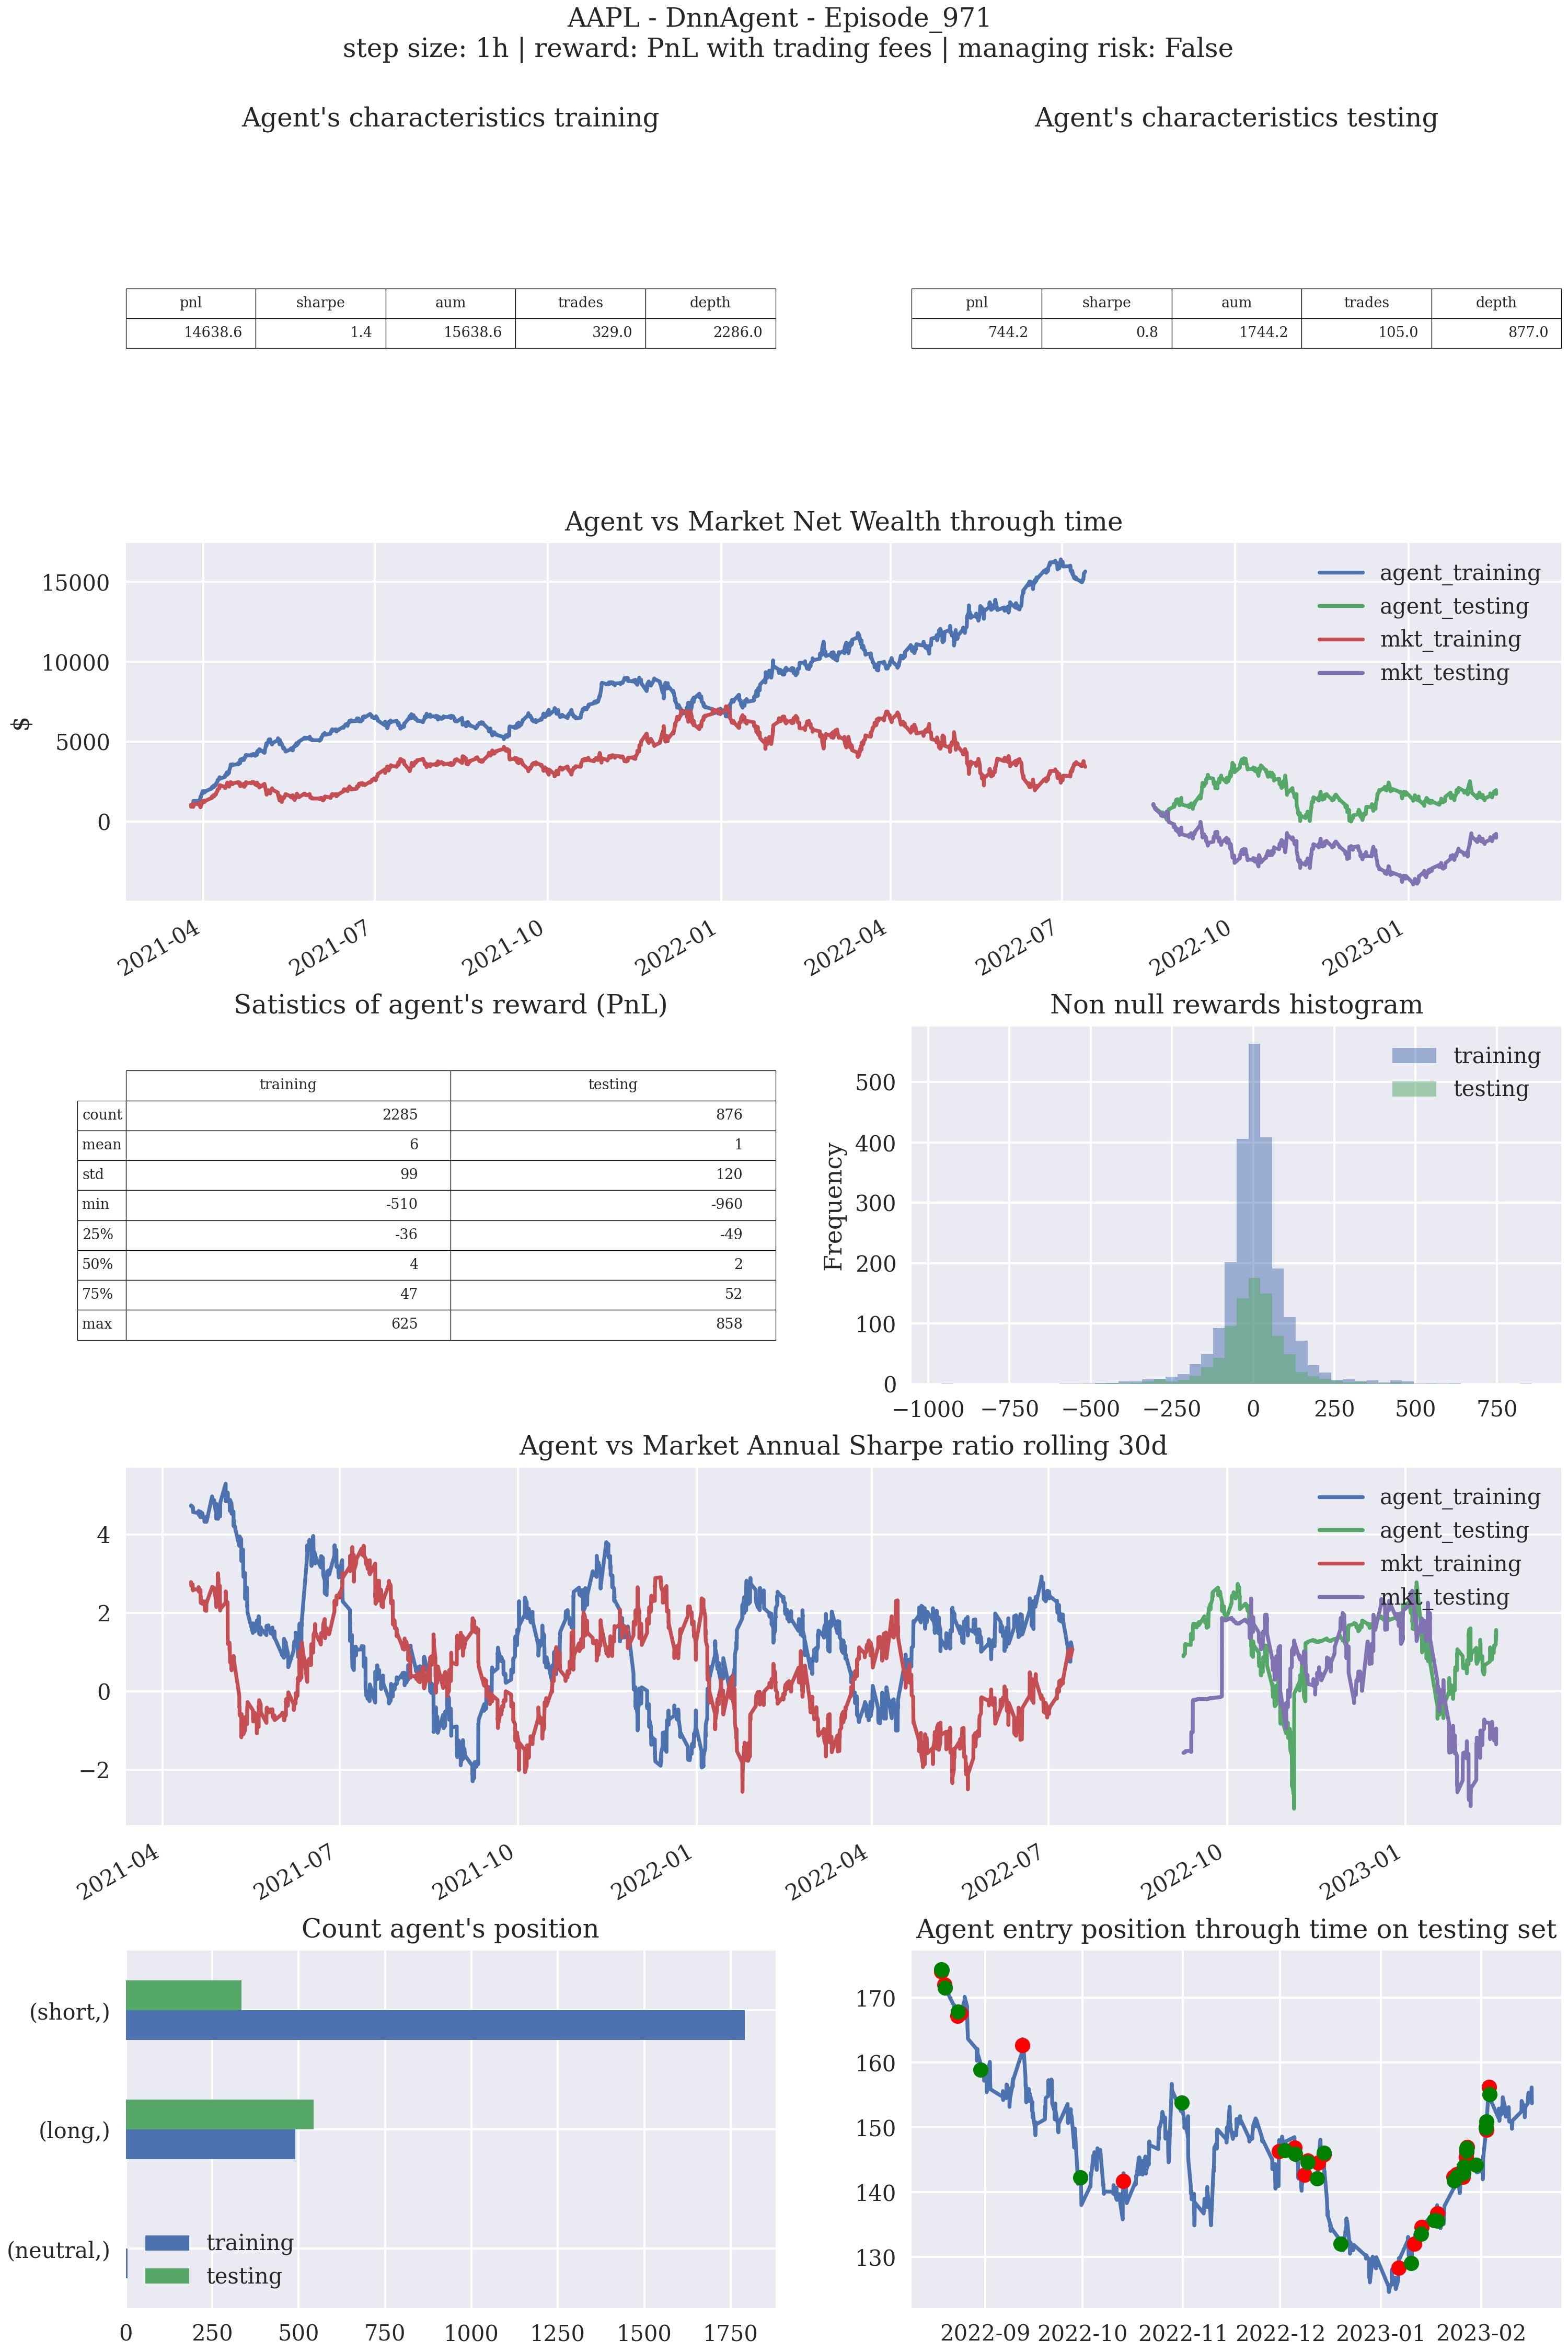 AAPL - DnnAgent - Episode_971
step size: 1h | reward: PnL with trading fees | managing risk: False
Agent's characteristics training
pnl sharpe aum trades depth
14638.6 1.4 15638.6 329.0 2286.0
Agent's characteristics testing
pnl sharpe aum trades depth
744.2 0.8 1744.2 105.0 877.0
Agent vs Market Net Wealth through time
$
15000
10000
5000
0
agent_training
agent_testing
mkt_training
mkt_testing
2021-04 2021-07 2021-10 2022-01 2022-04 2022-07 2022-10 2023-01
Satistics of agent's reward (PnL)
training testing
count 2285 876
mean 6 1
std 99 120
min -510 -960
25% -36 -49
50% 4 2
75% 47 52
max 625 858
Non null rewards histogram
Frequency
500
400
300
200
100
0
training
testing
−1000 −750 −500 −250 0 250 500 750
Agent vs Market Annual Sharpe ratio rolling 30d
4
2
0
−2
agent_training
agent_testing
mkt_training
mkt_testing
2021-04 2021-07 2021-10 2022-01 2022-04 2022-07 2022-10 2023-01
Count agent's position
(short,)
(long,)
(neutral,)
training
testing
0 250 500 750 1000 1250 1500 1750
Agent entry position through time on testing set
170
160
150
140
130
2022-09 2022-10 2022-11 2022-12 2023-01 2023-02